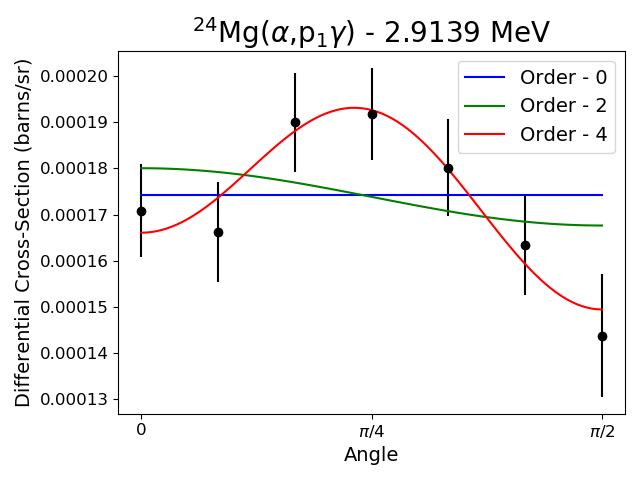 ²⁴Mg(α,p₁γ) - 2.9139 MeV
Differential Cross-Section (barns/sr)
0.00020
0.00019
0.00018
0.00017
0.00016
0.00015
0.00014
0.00013
Order - 0
Order - 2
Order - 4
0
π/4
π/2
Angle